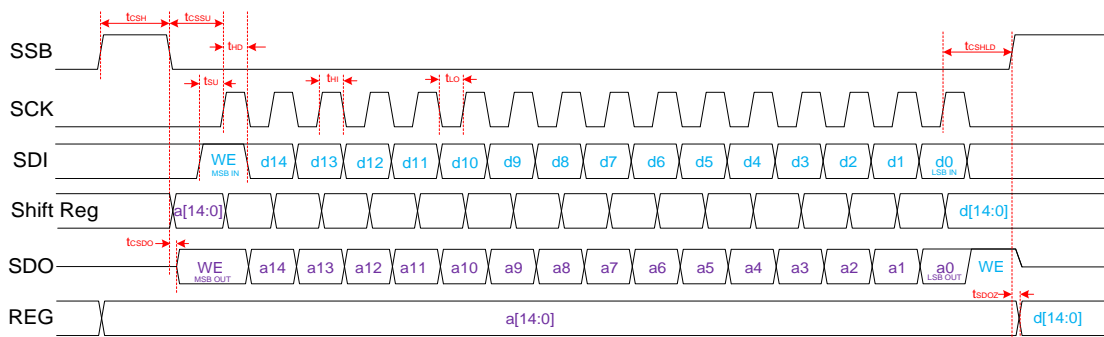 tCSH tCSSU
SSB tHD tCSHLD
tSU tHI tLO
SCK
SDI WE d14 d13 d12 d11 d10 d9 d8 d7 d6 d5 d4 d3 d2 d1 d0
MSB IN LSB IN
Shift Reg a[14:0] d[14:0]
tCSDO
SDO WE a14 a13 a12 a11 a10 a9 a8 a7 a6 a5 a4 a3 a2 a1 a0 WE
MSB OUT LSB OUT
tSDOZ
REG a[14:0] d[14:0]